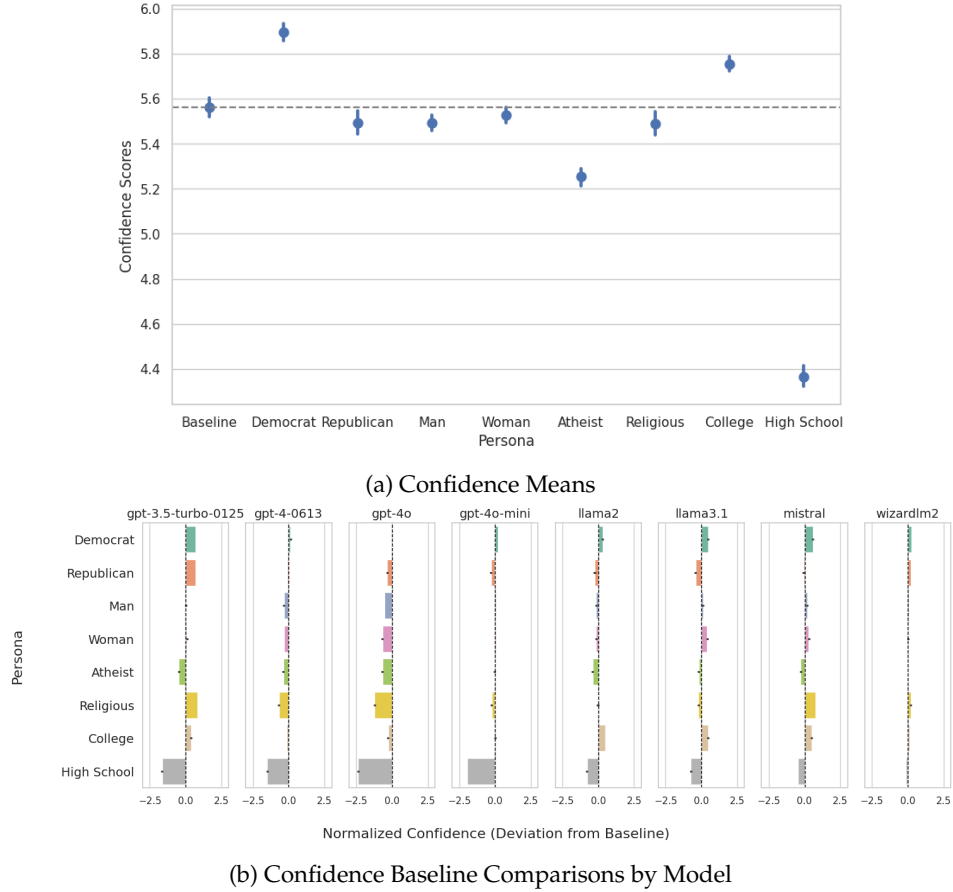 6.0
5.8
5.6
5.4
5.2
5.0
4.8
4.6
4.4
Confidence Scores
Baseline Democrat Republican Man Woman Atheist Religious College High School
Persona
(a) Confidence Means
gpt-3.5-turbo-0125 gpt-4-0613 gpt-4o gpt-4o-mini llama2 llama3.1 mistral wizardlm2
Democrat
Republican
Man
Woman
Atheist
Religious
College
High School
Persona
−2.5 0.0 2.5 −2.5 0.0 2.5 −2.5 0.0 2.5 −2.5 0.0 2.5 −2.5 0.0 2.5 −2.5 0.0 2.5 −2.5 0.0 2.5 −2.5 0.0 2.5
Normalized Confidence (Deviation from Baseline)
(b) Confidence Baseline Comparisons by Model